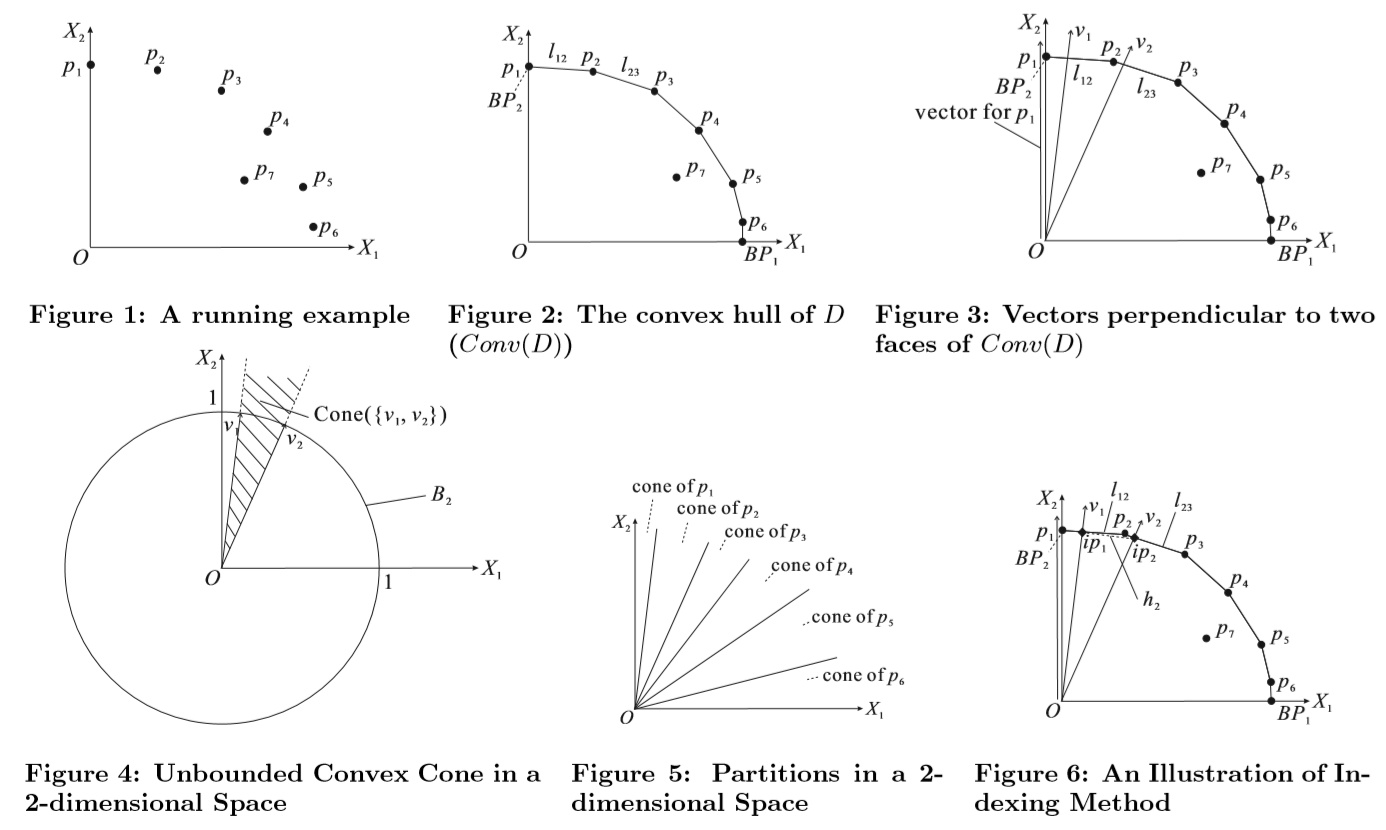 X₂
p₁
p₂
p₃
p₄
p₇
p₅
p₆
O
X₁
Figure 1: A running example
X₂
l₁₂
p₂
l₂₃
p₁
p₃
BP₂
p₄
p₇
p₅
p₆
O
BP₁
X₁
Figure 2: The convex hull of D
(Conv(D))
X₂
v₁
p₂
v₂
p₁
p₃
l₁₂
BP₂
l₂₃
vector for p₁
p₄
p₇
p₅
p₆
O
BP₁
X₁
Figure 3: Vectors perpendicular to two
faces of Conv(D)
X₂
1
Cone({v₁, v₂})
v₁
v₂
B₂
O
1
X₁
Figure 4: Unbounded Convex Cone in a
2-dimensional Space
cone of p₁
cone of p₂
X₂
cone of p₃
cone of p₄
cone of p₅
cone of p₆
O
X₁
Figure 5: Partitions in a 2-
dimensional Space
X₂
l₁₂
v₁
l₂₃
p₂
v₂
p₁
ip₁
ip₂
p₃
BP₂
p₄
h₂
p₇
p₅
p₆
O
BP₁
X₁
Figure 6: An Illustration of In-
dexing Method